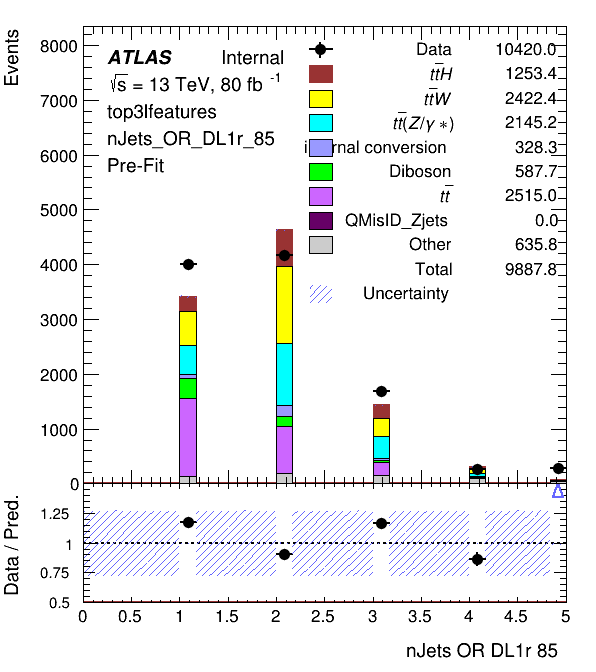 Events
8000
7000
6000
5000
4000
3000
2000
1000
0
ATLAS Internal
√s = 13 TeV, 80 fb⁻¹
top3lfeatures
nJets_OR_DL1r_85
Pre-Fit
Data 10420.0
tt̄H 1253.4
tt̄W 2422.4
tt̄(Z/γ*) 2145.2
nal conversion 328.3
Diboson 587.7
tt̄ 2515.0
QMisID_Zjets 0.0
Other 635.8
Total 9887.8
Uncertainty
Data / Pred.
1.25
1
0.75
0.5
0 0.5 1 1.5 2 2.5 3 3.5 4 4.5 5
nJets OR DL1r 85